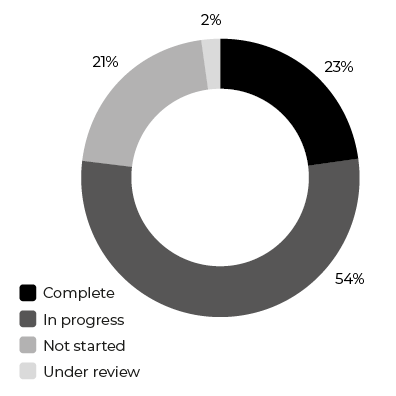 2%
21%
23%
54%
Complete
In progress
Not started
Under review